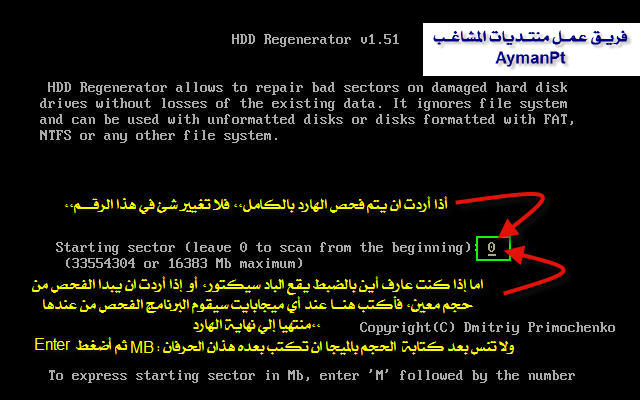 فريق عمل منتديات المشاغب
AymanPt
HDD Regenerator v1.51
HDD Regenerator allows to repair bad sectors on damaged hard disk
drives without losses of the existing data. It ignores file system
and can be used with unformatted disks or disks formatted with FAT,
NTFS or any other file system.
أذا أردت ان يتم فحص الهارد بالكامل،، فلا تغيير شئ في هذا الرقم،،
Starting sector (leave 0 to scan from the beginning): 0
(33554304 or 16383 Mb maximum)
اما إذا كنت عارف أين بالضبط يقع الباد سيكتور، أو إذا أردت ان يبدا الفحص من
حجم معين، فأكتب هنا عند أي ميجابايت سيقوم البرنامج الفحص من عندها
،،منتهيا إلي نهاية الهارد
Copyright(C) Dmitriy Primochenko
ولا تنس بعد كتابة الحجم بالميجا ان تكتب بعده هذان الحرفان : MB ثم أضغط Enter
To express starting sector in Mb, enter 'M' followed by the number